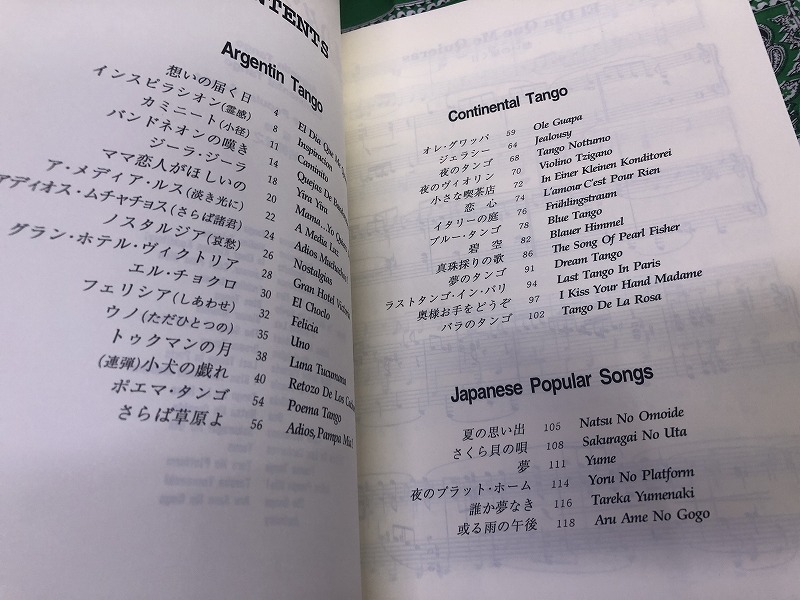 NTENTS
Argentin Tango
想いの届く日 4 El Dia Que Me
インスピラシオン(霊感) 8 Inspiracion
カミニート(小径) 11 Caminito
バンドネオンの嘆き 14 Quejas De
ジーラ・ジーラ 18 Yira Yira
ママ恋人がほしいの 20 Mama...Yo
ア・メディア・ルス(淡き光に) 22 A Media Luz
アディオス・ムチャチョス(さらば諸君) 24 Adios Muchachos
ノスタルジア(哀愁) 26 Nostalgias
グラン・ホテル・ヴィクトリア 28 Gran Hotel
エル・チョクロ 30 El Choclo
フェリシア(しあわせ) 32 Felicia
ウノ(ただひとつの) 35 Uno
トゥクマンの月 38 Luna Tucumana
(連弾)小犬の戯れ 40 Retozo De Los
ポエマ・タンゴ 54 Poema Tango
さらば草原よ 56 Adios, Pampa Mia!
Continental Tango
オレ・グワッパ 59 Ole Guapa
ジェラシー 64 Jealousy
夜のタンゴ 68 Tango Notturno
夜のヴィオリン 70 Violino Tzigano
小さな喫茶店 72 In Einer Kleinen Konditorei
恋心 74 L'amour C'est Pour Rien
イタリーの庭 76 Frühlingstraum
ブルー・タンゴ 78 Blue Tango
碧空 82 Blauer Himmel
真珠採りの歌 86 The Song Of Pearl Fisher
夢のタンゴ 91 Dream Tango
ラストタンゴ・イン・パリ 94 Last Tango In Paris
奥様お手をどうぞ 97 I Kiss Your Hand Madame
バラのタンゴ 102 Tango De La Rosa
Japanese Popular Songs
夏の思い出 105 Natsu No Omoide
さくら貝の唄 108 Sakuragai No Uta
夢 111 Yume
夜のプラット・ホーム 114 Yoru No Platform
誰か夢なき 116 Tareka Yumenaki
或る雨の午後 118 Aru Ame No Gogo